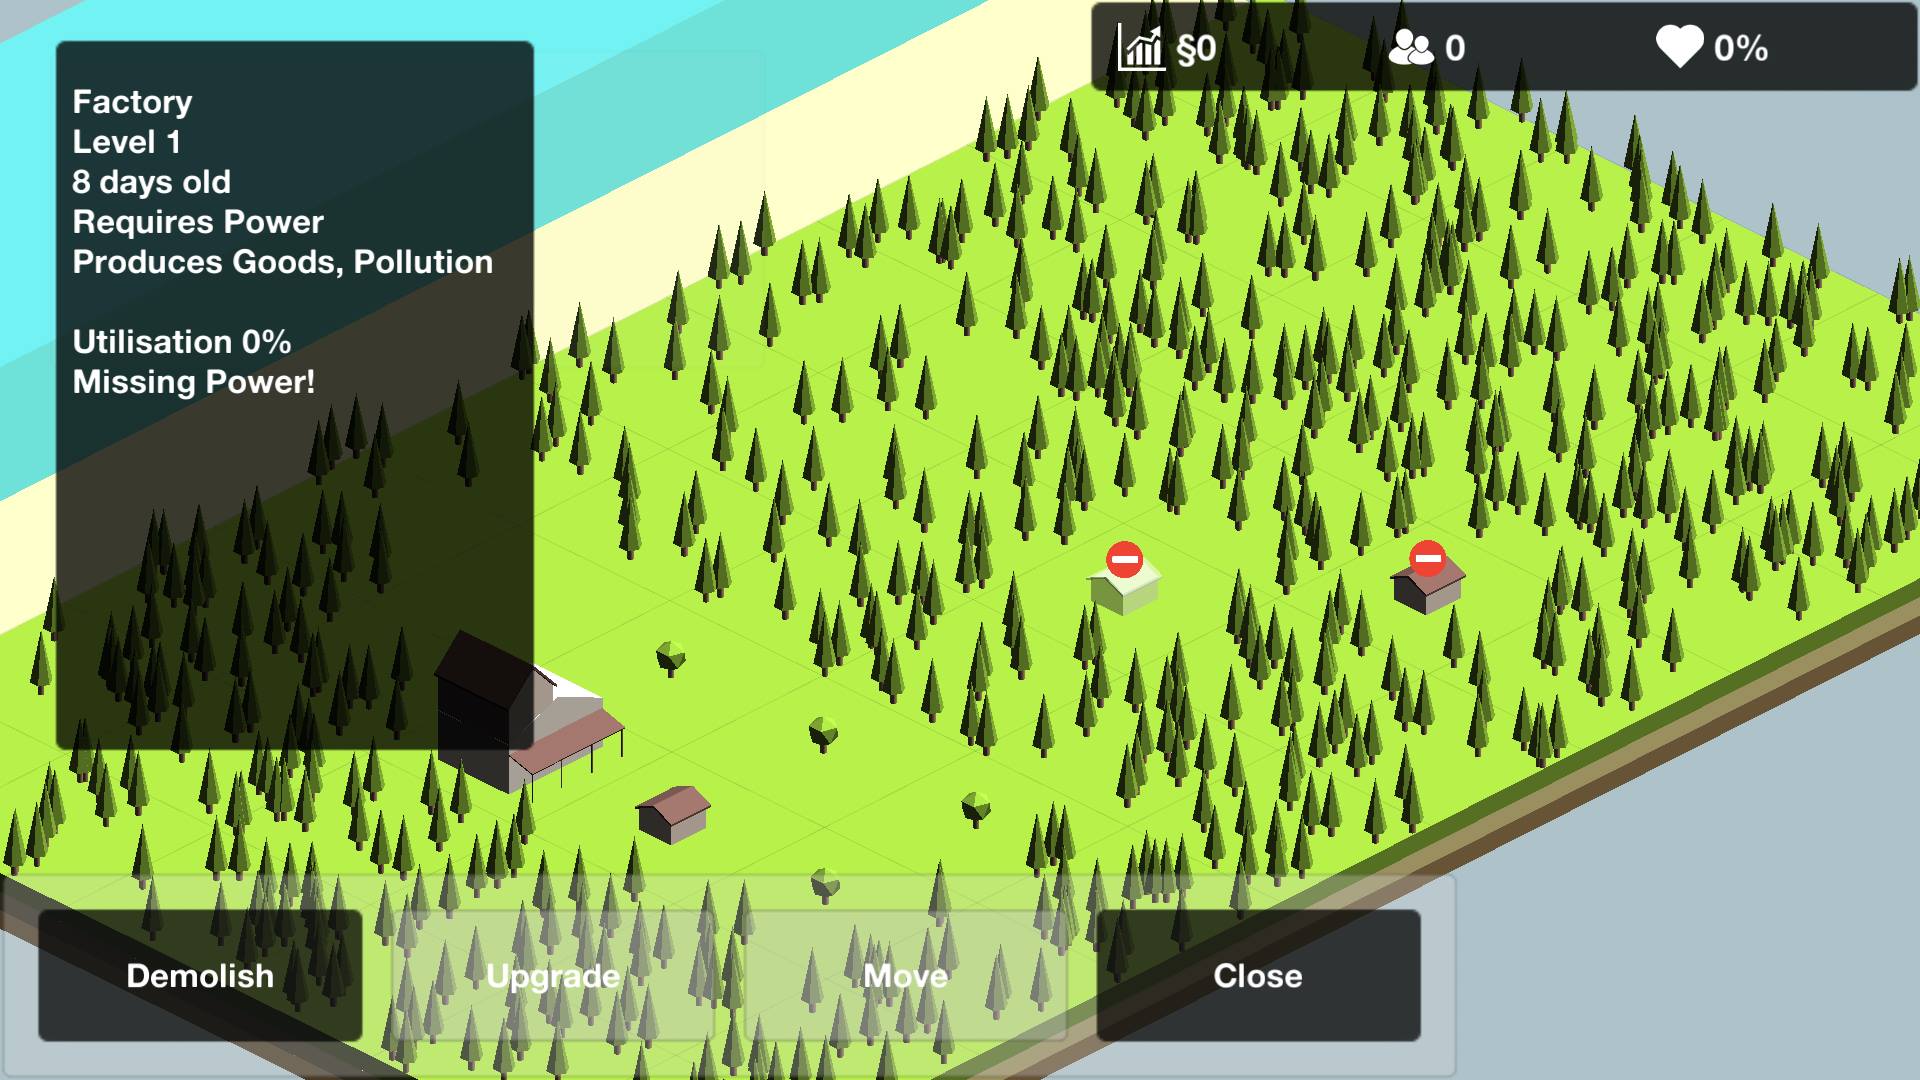 §0
0
0%
Factory
Level 1
8 days old
Requires Power
Produces Goods, Pollution
Utilisation 0%
Missing Power!
Demolish
Upgrade
Move
Close